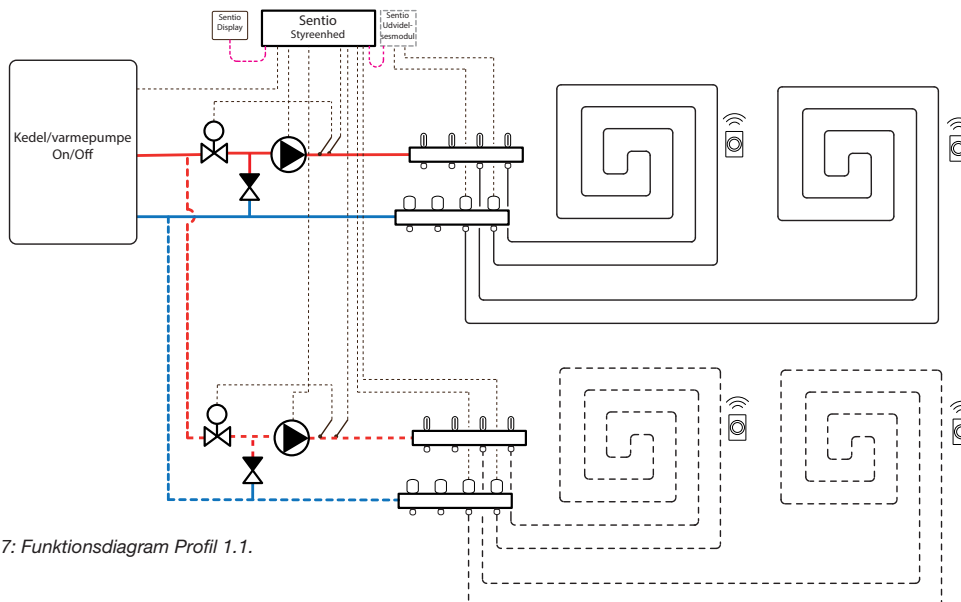 Sentio
Display
Sentio
Styreenhed
Sentio
Udvidel-
sesmodul
Kedel/varmepumpe
On/Off
7: Funktionsdiagram Profil 1.1.